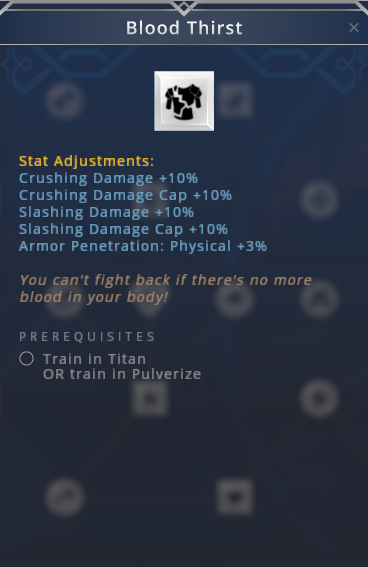 Blood Thirst
Stat Adjustments:
Crushing Damage +10%
Crushing Damage Cap +10%
Slashing Damage +10%
Slashing Damage Cap +10%
Armor Penetration: Physical +3%
You can't fight back if there's no more
blood in your body!
PREREQUISITES
Train in Titan
OR train in Pulverize